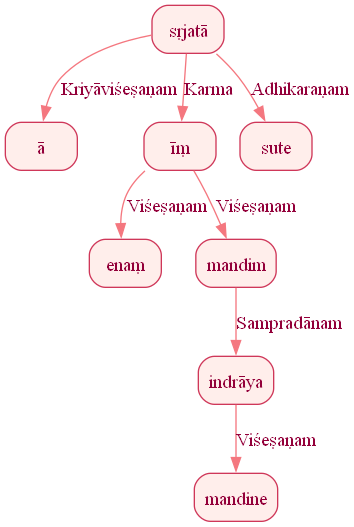 sṛjatā
Kriyāviśeṣaṇam
Karma
Adhikaraṇam
ā
īṃ
sute
Viśeṣaṇam
Viśeṣaṇam
enaṃ
mandim
Sampradānam
indrāya
Viśeṣaṇam
mandine